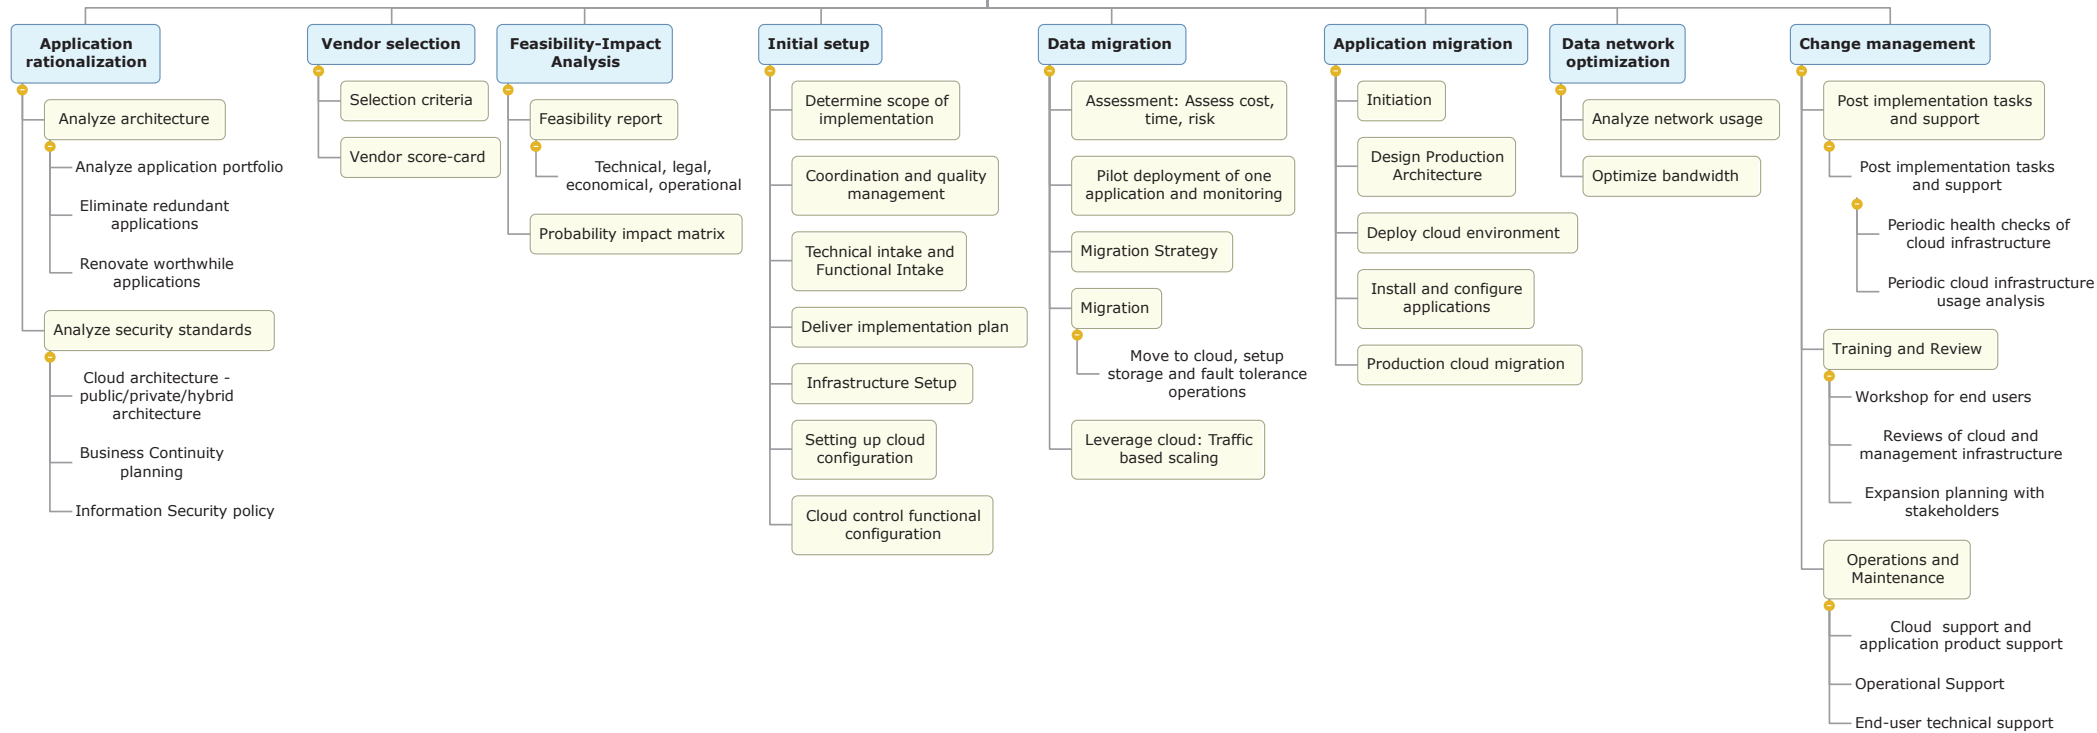 Application
rationalization
Analyze architecture
Analyze application portfolio
Eliminate redundant
applications
Renovate worthwhile
applications
Analyze security standards
Cloud architecture -
public/private/hybrid
architecture
Business Continuity
planning
Information Security policy
Vendor selection
Selection criteria
Vendor score-card
Feasibility-Impact
Analysis
Feasibility report
Technical, legal,
economical, operational
Probability impact matrix
Initial setup
Determine scope of
implementation
Coordination and quality
management
Technical intake and
Functional Intake
Deliver implementation plan
Infrastructure Setup
Setting up cloud
configuration
Cloud control functional
configuration
Data migration
Assessment: Assess cost,
time, risk
Pilot deployment of one
application and monitoring
Migration Strategy
Migration
Move to cloud, setup
storage and fault tolerance
operations
Leverage cloud: Traffic
based scaling
Application migration
Initiation
Design Production
Architecture
Deploy cloud environment
Install and configure
applications
Production cloud migration
Data network
optimization
Analyze network usage
Optimize bandwidth
Change management
Post implementation tasks
and support
Post implementation tasks
and support
Periodic health checks of
cloud infrastructure
Periodic cloud infrastructure
usage analysis
Training and Review
Workshop for end users
Reviews of cloud and
management infrastructure
Expansion planning with
stakeholders
Operations and
Maintenance
Cloud  support and
application product support
Operational Support
End-user technical support